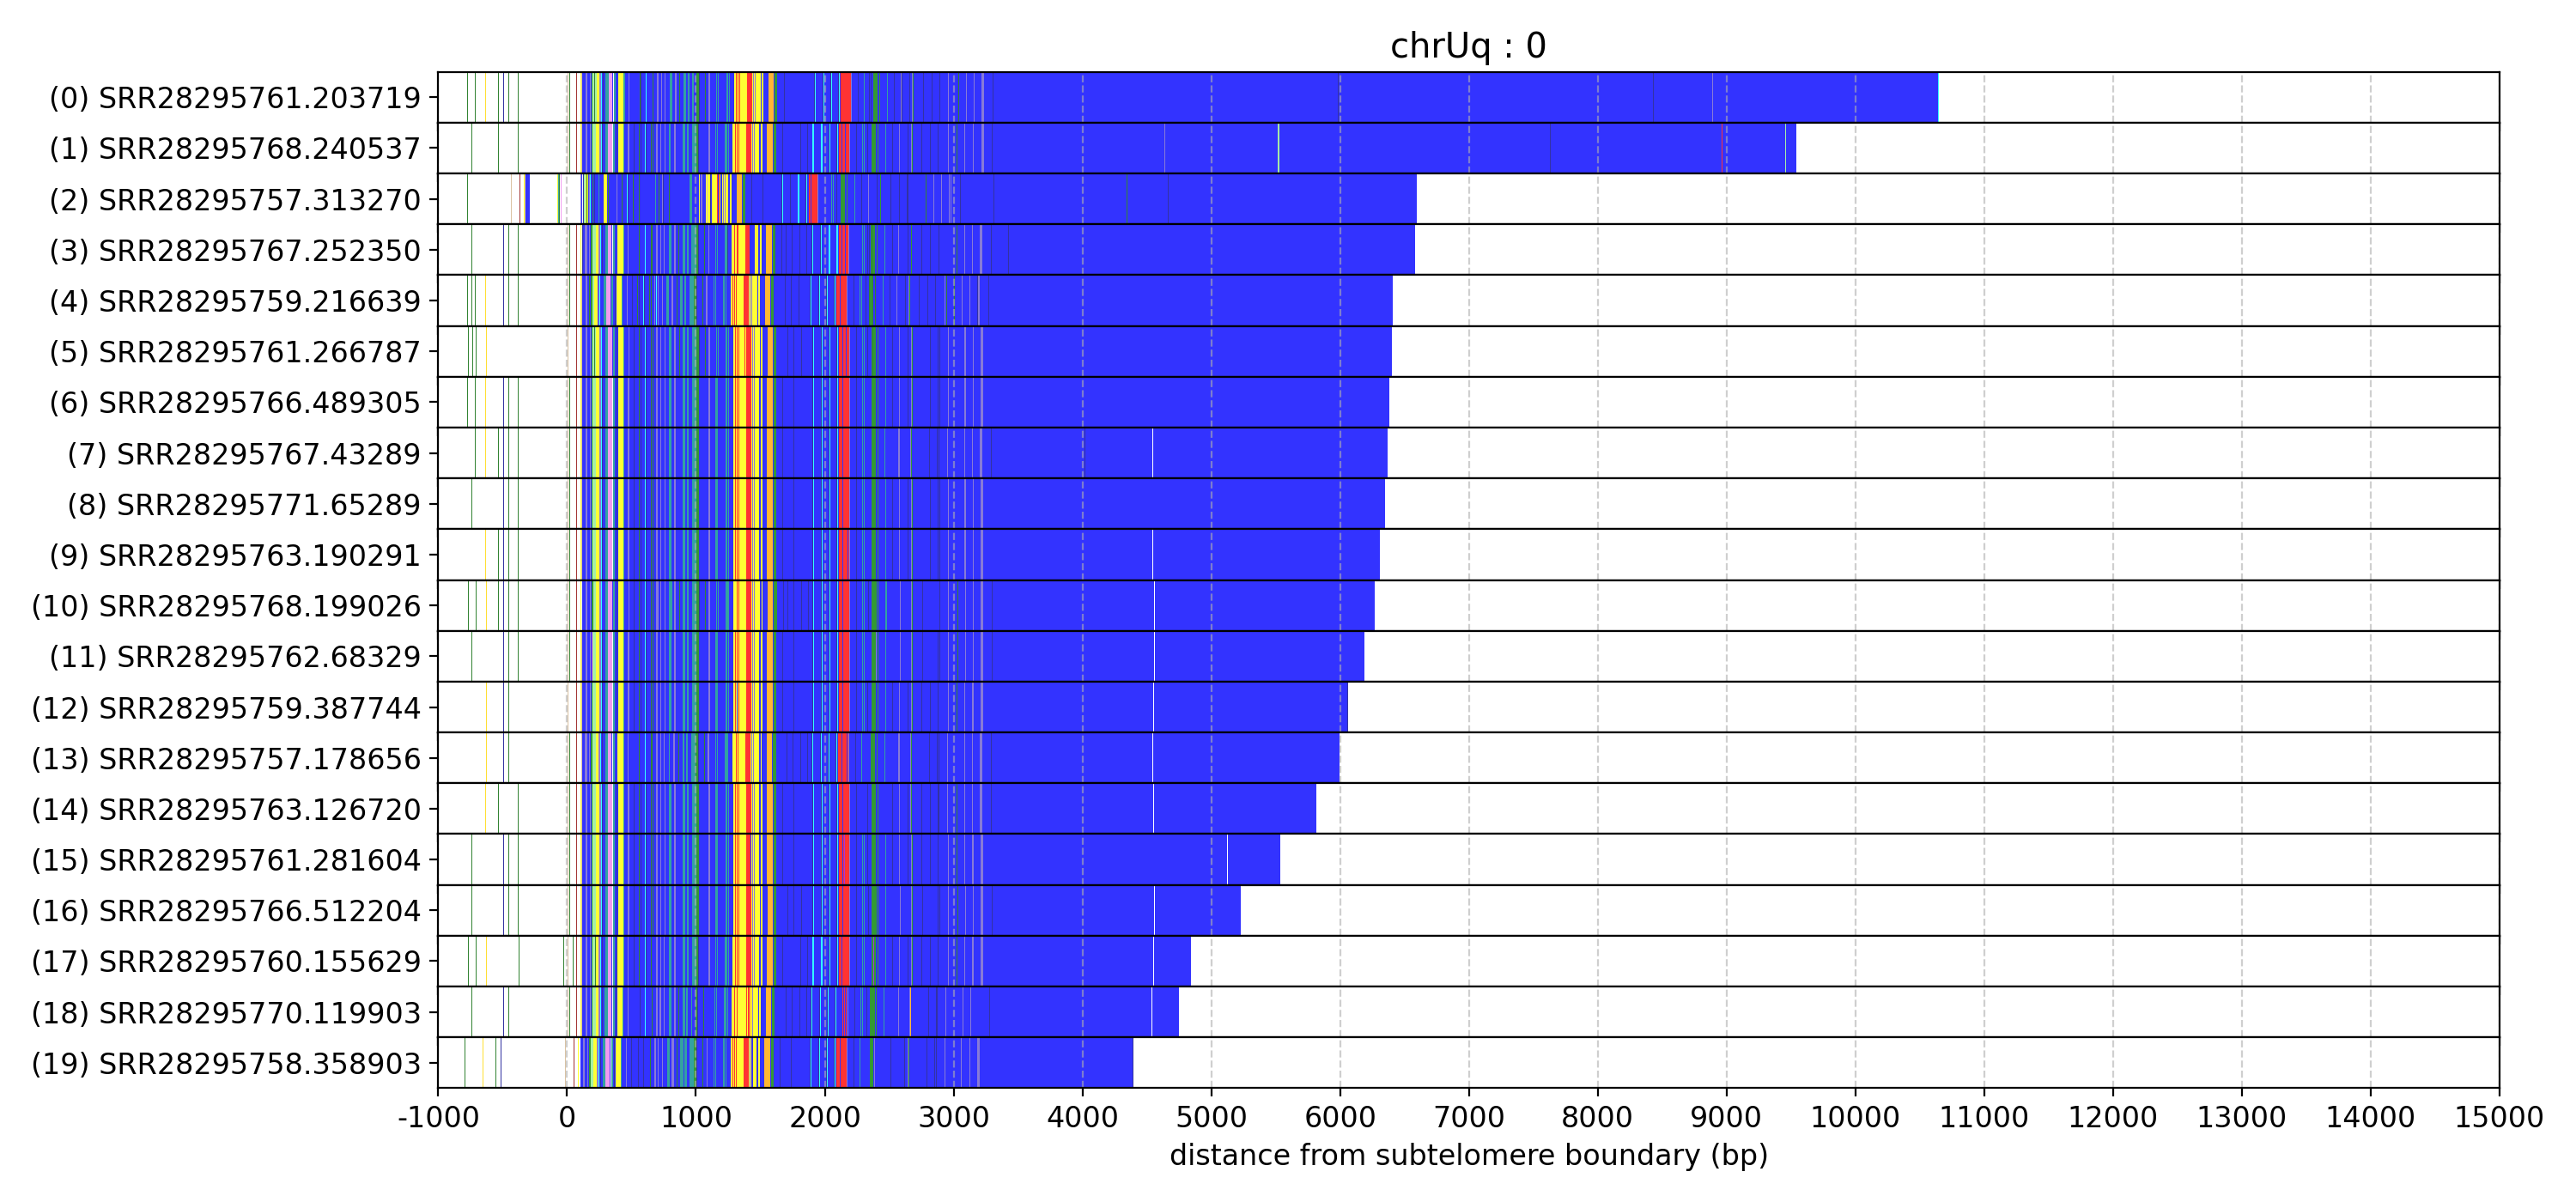 chrUq : 0
(0) SRR28295761.203719
(1) SRR28295768.240537
(2) SRR28295757.313270
(3) SRR28295767.252350
(4) SRR28295759.216639
(5) SRR28295761.266787
(6) SRR28295766.489305
(7) SRR28295767.43289
(8) SRR28295771.65289
(9) SRR28295763.190291
(10) SRR28295768.199026
(11) SRR28295762.68329
(12) SRR28295759.387744
(13) SRR28295757.178656
(14) SRR28295763.126720
(15) SRR28295761.281604
(16) SRR28295766.512204
(17) SRR28295760.155629
(18) SRR28295770.119903
(19) SRR28295758.358903
-1000 0 1000 2000 3000 4000 5000 6000 7000 8000 9000 10000 11000 12000 13000 14000 15000
distance from subtelomere boundary (bp)